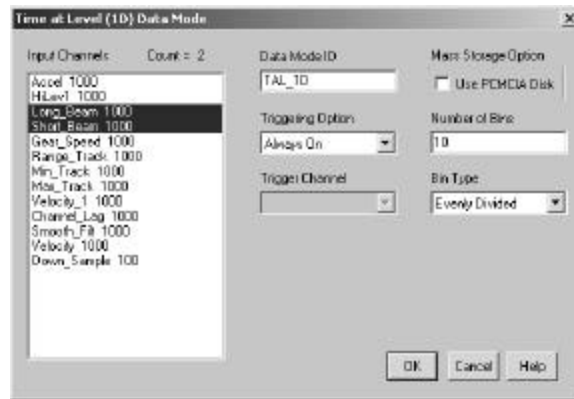 Time at Level (1D) Data Mode
Input Channels Count = 2
Accel 1000
HiLev1 1000
Long_Beam 1000
Short_Beam 1000
Gear_Speed 1000
Range_Track 1000
Min_Track 1000
Max_Track 1000
Velocity_1 1000
Channel_Lag 1000
Smooth_Filt 1000
Velocity 1000
Down_Sample 100
Data Mode ID
TAL_1D
Triggering Option
Always On
Trigger Channel
Mass Storage Option
Use PCMCIA Disk
Number of Bins
10
Bin Type
Evenly Divided
OK
Cancel
Help